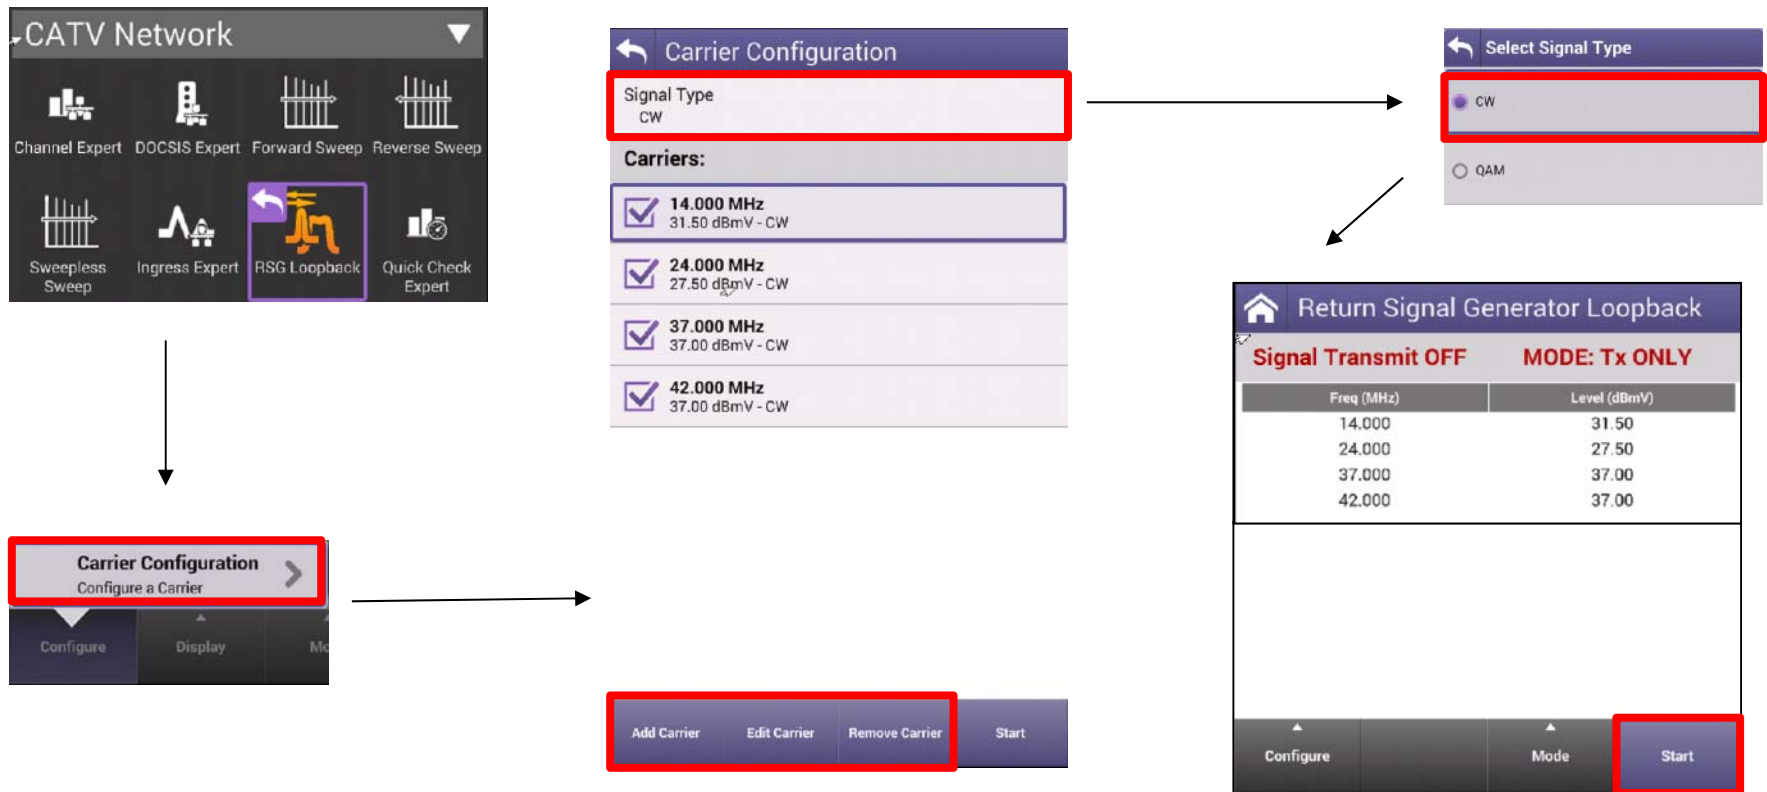 CATV Network
Channel Expert DOCSIS Expert Forward Sweep Reverse Sweep
Sweepless Ingress Expert RSG Loopback Quick Check
Sweep Expert
Carrier Configuration
Configure a Carrier
Configure Display
Carrier Configuration
Signal Type
CW
Carriers:
14.000 MHz
31.50 dBmV - CW
24.000 MHz
27.50 dBmV - CW
37.000 MHz
37.00 dBmV - CW
42.000 MHz
37.00 dBmV - CW
Add Carrier Edit Carrier Remove Carrier Start
Select Signal Type
CW
QAM
Return Signal Generator Loopback
Signal Transmit OFF MODE: Tx ONLY
Freq (MHz) Level (dBmV)
14.000 31.50
24.000 27.50
37.000 37.00
42.000 37.00
Configure Mode Start